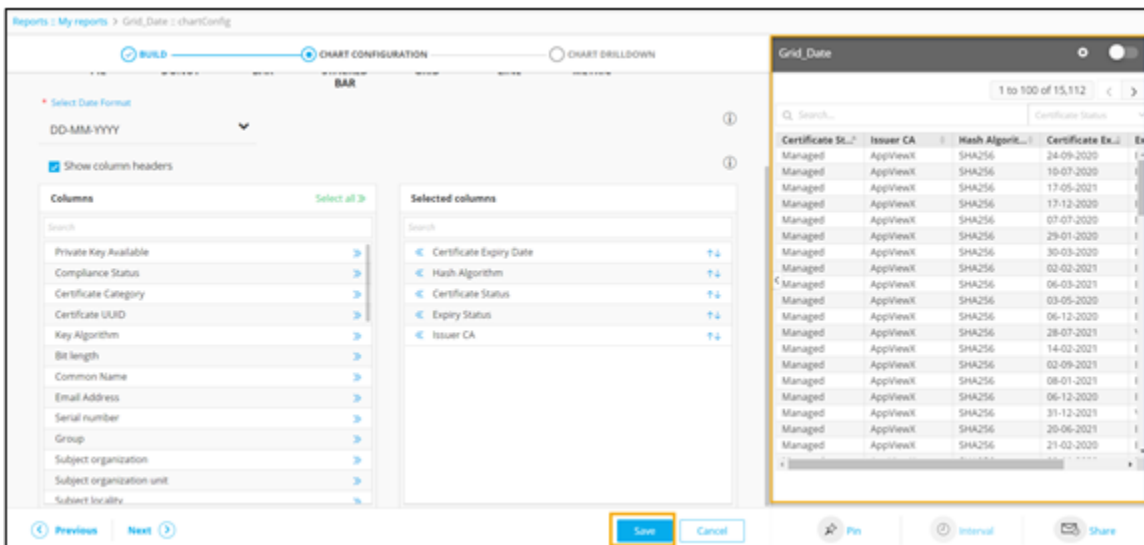 Reports :: My reports > Grid_Date :: chartConfig
BUILD
CHART CONFIGURATION
CHART DRILLDOWN
BAR
* Select Date Format
DD-MM-YYYY
Show column headers
Columns
Select all
Search
Private Key Available
Compliance Status
Certificate Category
Certifcate UUID
Key Algorithm
Bit length
Common Name
Email Address
Serial number
Group
Subject organization
Subject organization unit
Subject locality
Selected columns
Search
Certificate Expiry Date
Hash Algorithm
Certificate Status
Expiry Status
Issuer CA
Previous
Next
Save
Cancel
Grid_Date
1 to 100 of 15,112
Search...
Certificate Status
Certificate St... Issuer CA Hash Algorit... Certificate Ex... Ex
Managed AppViewX SHA256 24-09-2020
Managed AppViewX SHA256 10-07-2020
Managed AppViewX SHA256 17-05-2021
Managed AppViewX SHA256 17-12-2020
Managed AppViewX SHA256 07-07-2020
Managed AppViewX SHA256 29-01-2020
Managed AppViewX SHA256 30-03-2020
Managed AppViewX SHA256 02-02-2021
Managed AppViewX SHA256 06-03-2021
Managed AppViewX SHA256 03-05-2020
Managed AppViewX SHA256 06-12-2020
Managed AppViewX SHA256 28-07-2021
Managed AppViewX SHA256 14-02-2021
Managed AppViewX SHA256 02-09-2021
Managed AppViewX SHA256 08-01-2021
Managed AppViewX SHA256 06-12-2020
Managed AppViewX SHA256 31-12-2021
Managed AppViewX SHA256 20-06-2021
Managed AppViewX SHA256 21-02-2020
Pin
Interval
Share